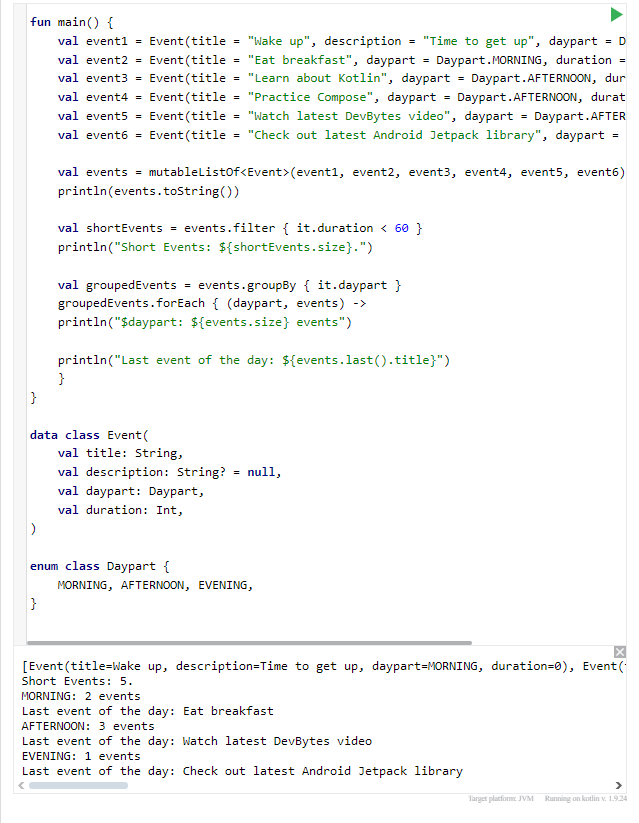 fun main() {
    val event1 = Event(title = "Wake up", description = "Time to get up", daypart = D
    val event2 = Event(title = "Eat breakfast", daypart = Daypart.MORNING, duration =
    val event3 = Event(title = "Learn about Kotlin", daypart = Daypart.AFTERNOON, dur
    val event4 = Event(title = "Practice Compose", daypart = Daypart.AFTERNOON, durat
    val event5 = Event(title = "Watch latest DevBytes video", daypart = Daypart.AFTER
    val event6 = Event(title = "Check out latest Android Jetpack library", daypart =
    val events = mutableListOf<Event>(event1, event2, event3, event4, event5, event6)
    println(events.toString())
    val shortEvents = events.filter { it.duration < 60 }
    println("Short Events: ${shortEvents.size}.")
    val groupedEvents = events.groupBy { it.daypart }
    groupedEvents.forEach { (daypart, events) ->
    println("$daypart: ${events.size} events")
    println("Last event of the day: ${events.last().title}")
    }
}
data class Event(
    val title: String,
    val description: String? = null,
    val daypart: Daypart,
    val duration: Int,
)
enum class Daypart {
    MORNING, AFTERNOON, EVENING,
}
[Event(title=Wake up, description=Time to get up, daypart=MORNING, duration=0), Event(
Short Events: 5.
MORNING: 2 events
Last event of the day: Eat breakfast
AFTERNOON: 3 events
Last event of the day: Watch latest DevBytes video
EVENING: 1 events
Last event of the day: Check out latest Android Jetpack library
Target platform: JVM Running on kotlin v. 1.9.24